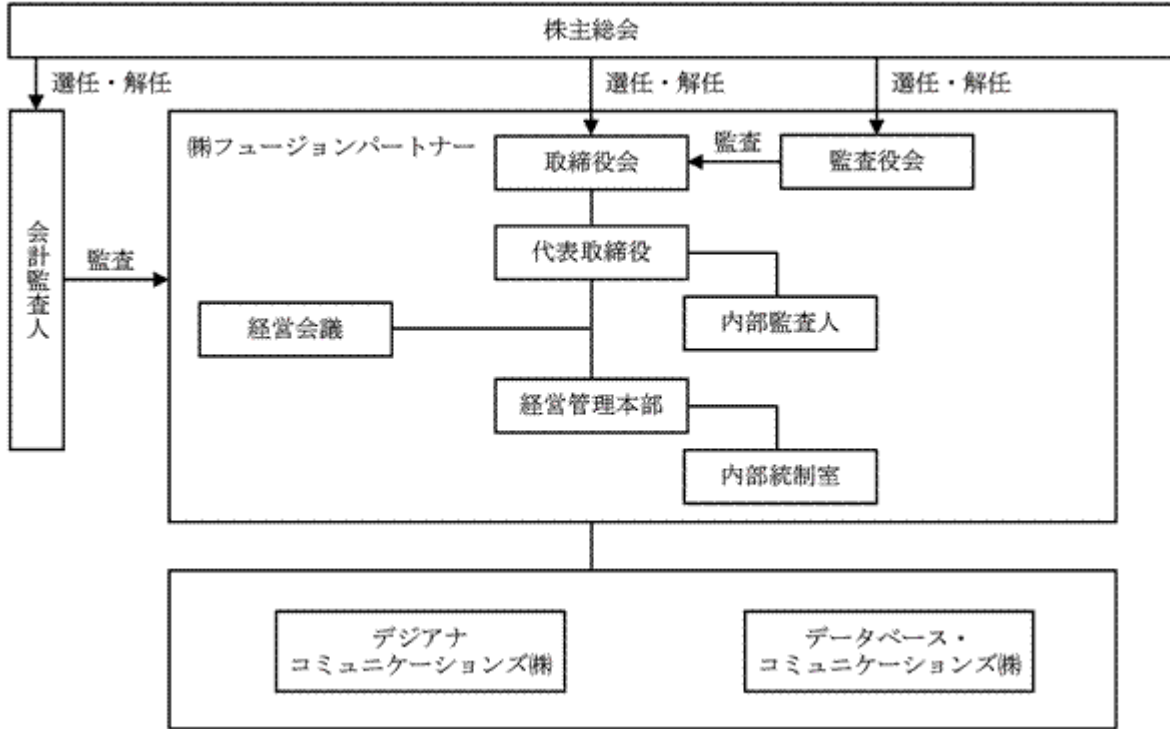 株主総会
選任・解任
選任・解任
選任・解任
㈱フュージョンパートナー
取締役会
監査
監査役会
会計監査人
監査
代表取締役
内部監査人
経営会議
経営管理本部
内部統制室
デジアナ
コミュニケーションズ㈱
データベース・
コミュニケーションズ㈱